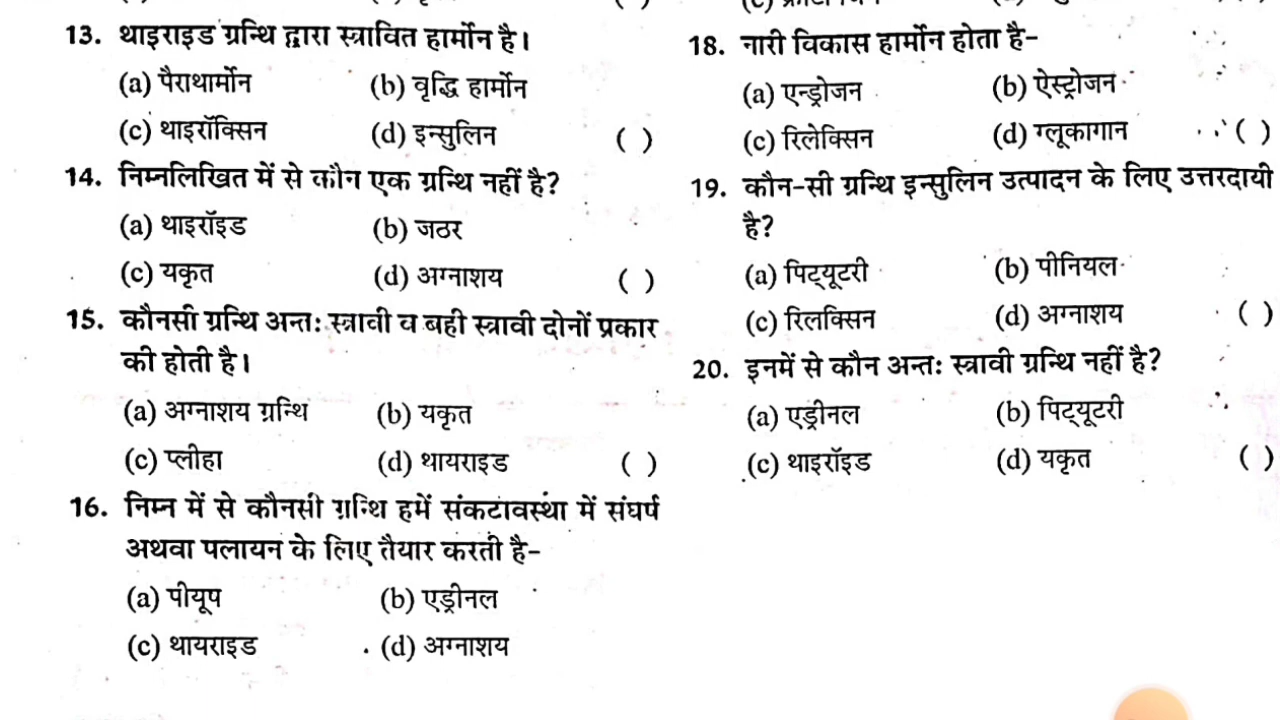 13. थाइराइड ग्रन्थि द्वारा स्त्रावित हार्मोन है।
(a) पैराथार्मोन (b) वृद्धि हार्मोन
(c) थाइरॉक्सिन (d) इन्सुलिन ( )
14. निम्नलिखित में से कौन एक ग्रन्थि नहीं है?
(a) थाइरॉइड (b) जठर
(c) यकृत (d) अग्नाशय ( )
15. कौनसी ग्रन्थि अन्तः स्त्रावी व बही स्त्रावी दोनों प्रकार
की होती है।
(a) अग्नाशय ग्रन्थि (b) यकृत
(c) प्लीहा (d) थायराइड ( )
16. निम्न में से कौनसी ग्रन्थि हमें संकटावस्था में संघर्ष
अथवा पलायन के लिए तैयार करती है-
(a) पीयूष (b) एड्रीनल
(c) थायराइड (d) अग्नाशय
18. नारी विकास हार्मोन होता है-
(a) एन्ड्रोजन (b) ऐस्ट्रोजन
(c) रिलेक्सिन (d) ग्लूकागान ( )
19. कौन-सी ग्रन्थि इन्सुलिन उत्पादन के लिए उत्तरदायी
है?
(a) पिट्यूटरी (b) पीनियल
(c) रिलक्सिन (d) अग्नाशय ( )
20. इनमें से कौन अन्तः स्त्रावी ग्रन्थि नहीं है?
(a) एड्रीनल (b) पिट्यूटरी
(c) थाइरॉइड (d) यकृत ( )